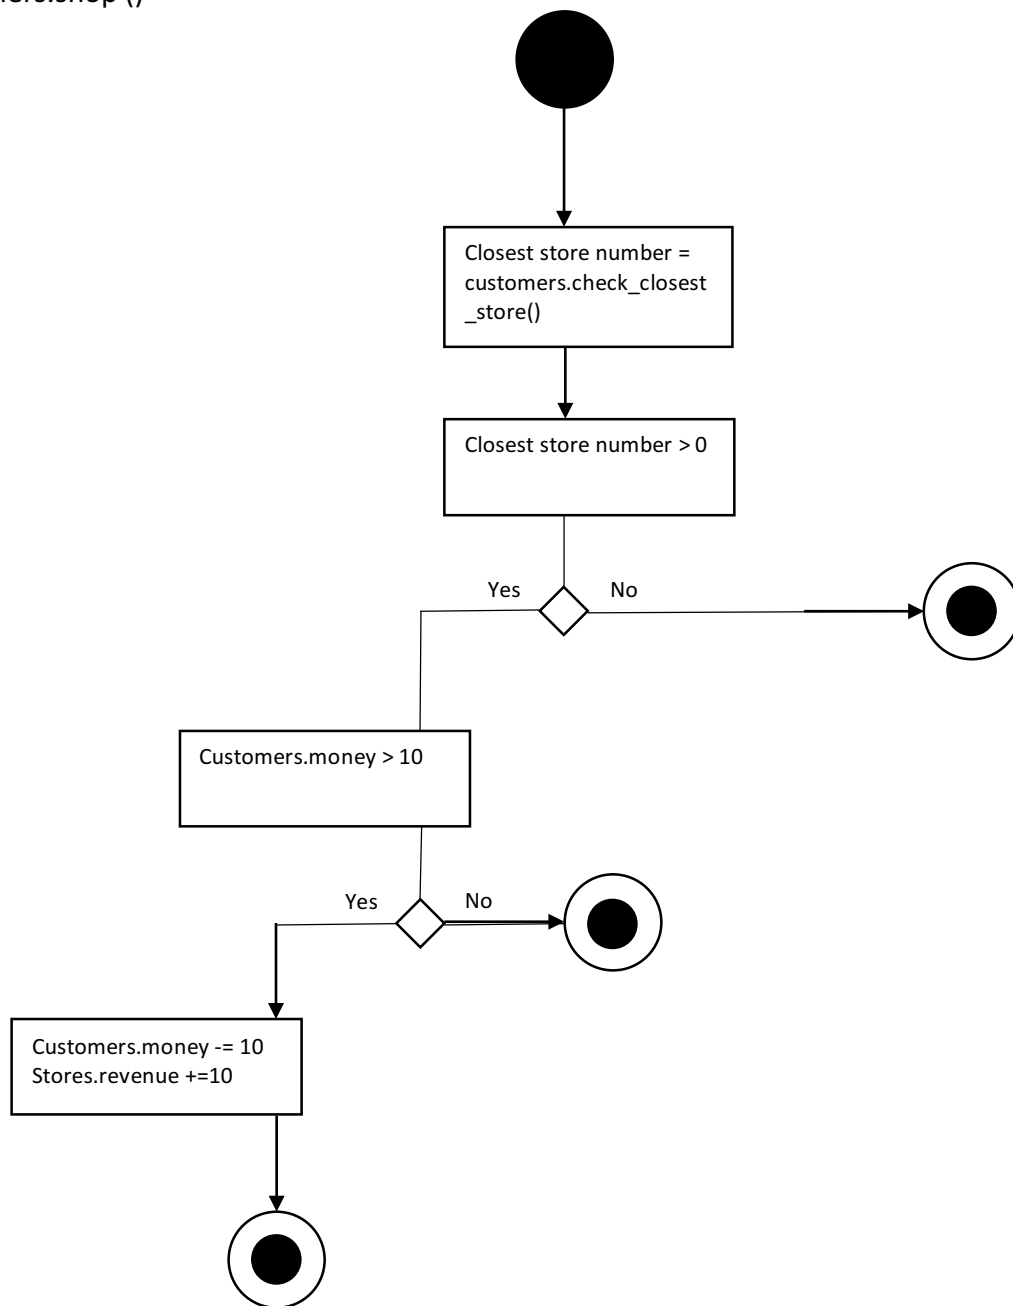 Closest store number =
customers.check_closest
_store()
Closest store number > 0
Yes
No
Customers.money > 10
Yes
No
Customers.money -= 10
Stores.revenue +=10